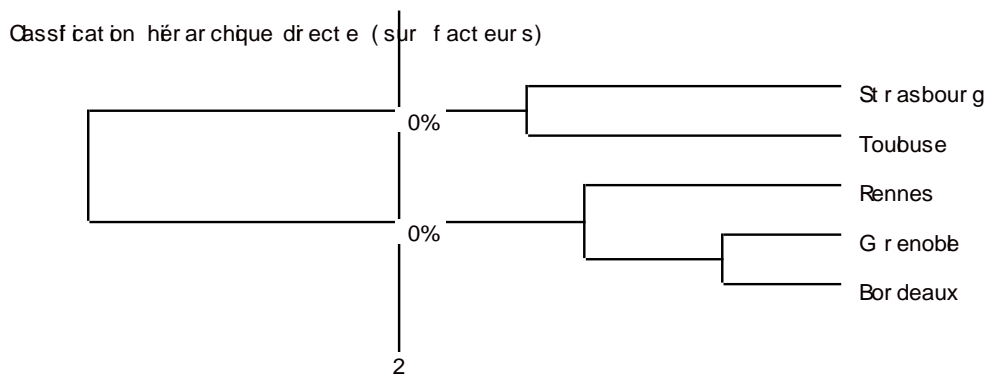 Classification hiérarchique directe (sur facteurs)
Strasbourg
0%
Toulouse
Rennes
0%
Grenoble
Bordeaux
2